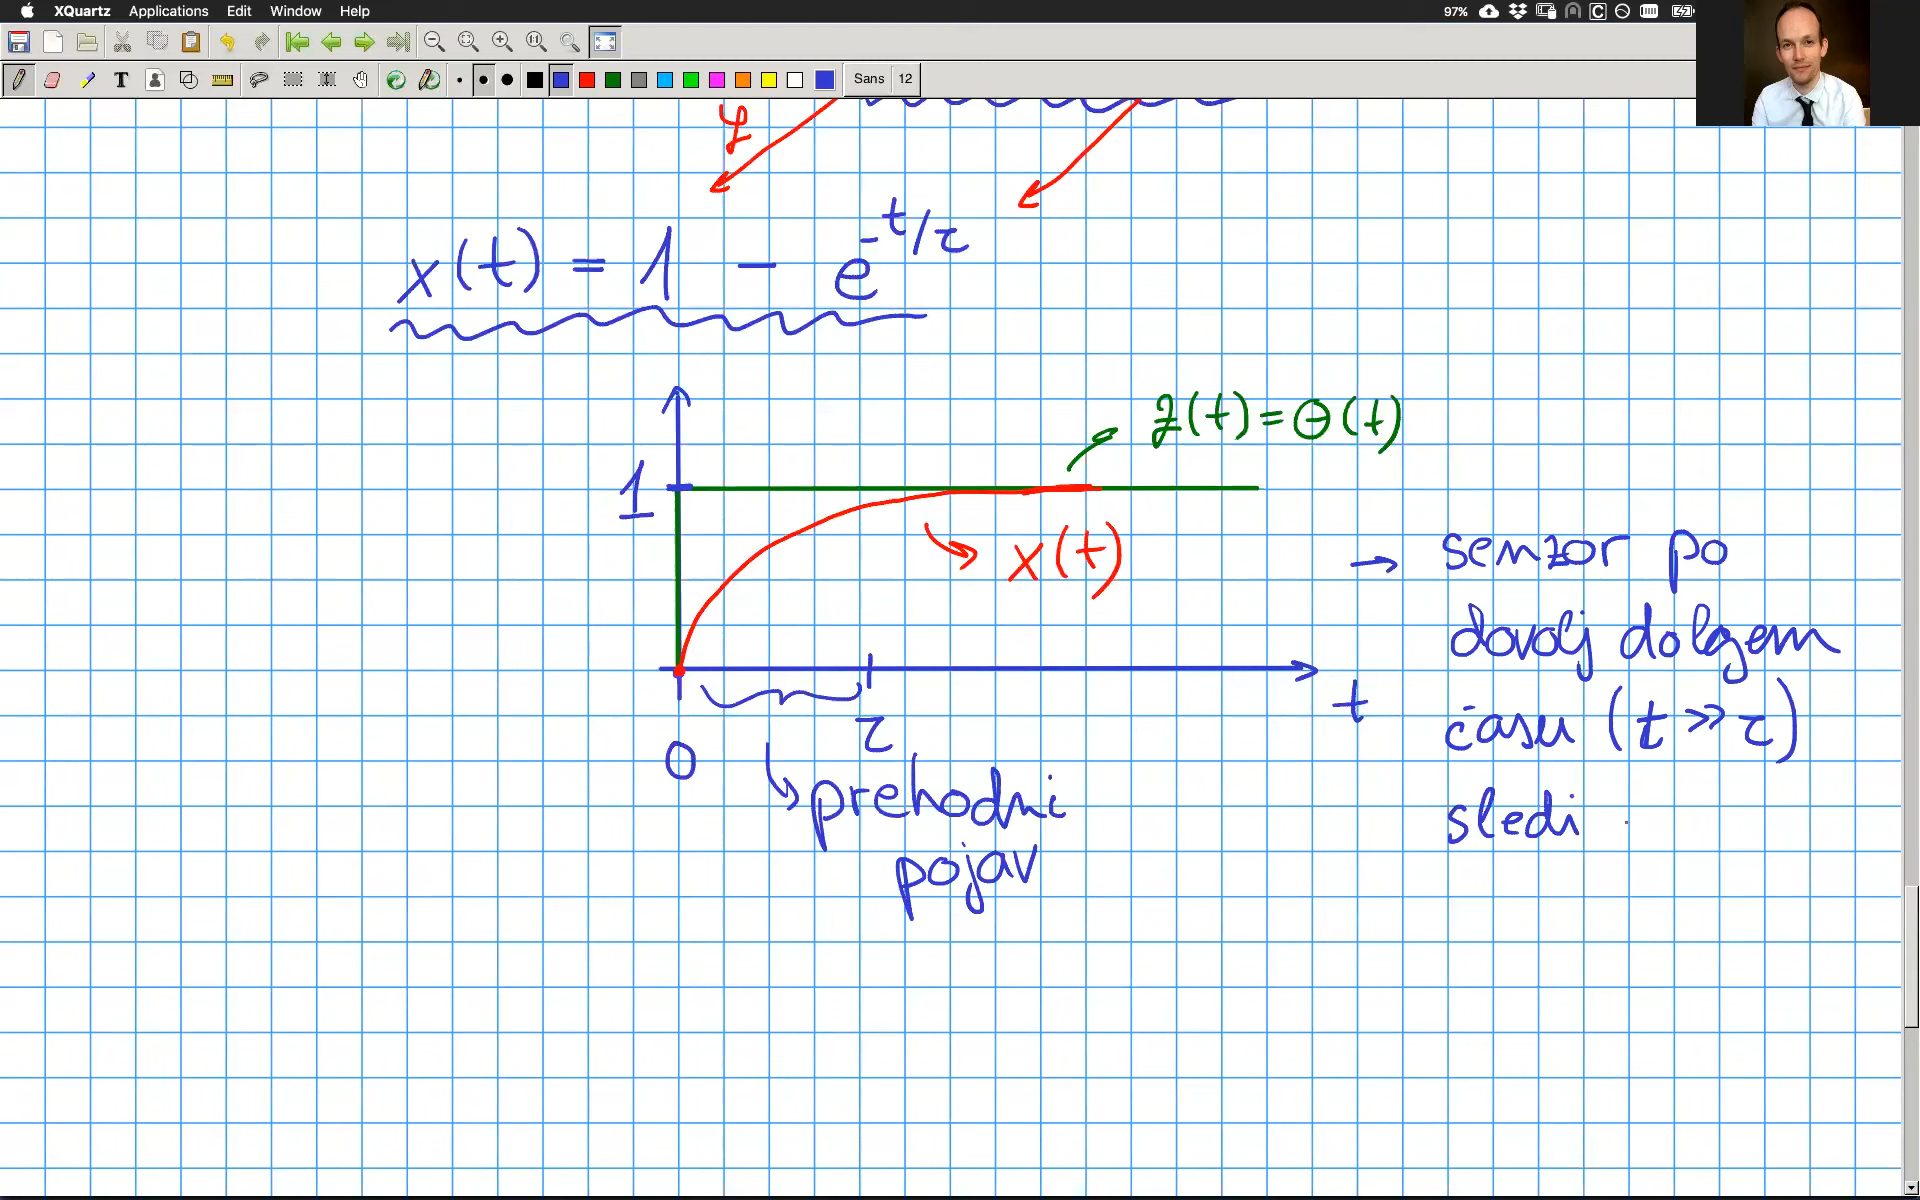 XQuartz Applications Edit Window Help
97%
Sans 12
x(t) = 1 - e^{-t/τ}
z(t) = Θ(t)
1
x(t)
→ senzor po
dovolj dolgem
času (t ≫ τ)
sledi
t
τ
0
prehodni
pojav